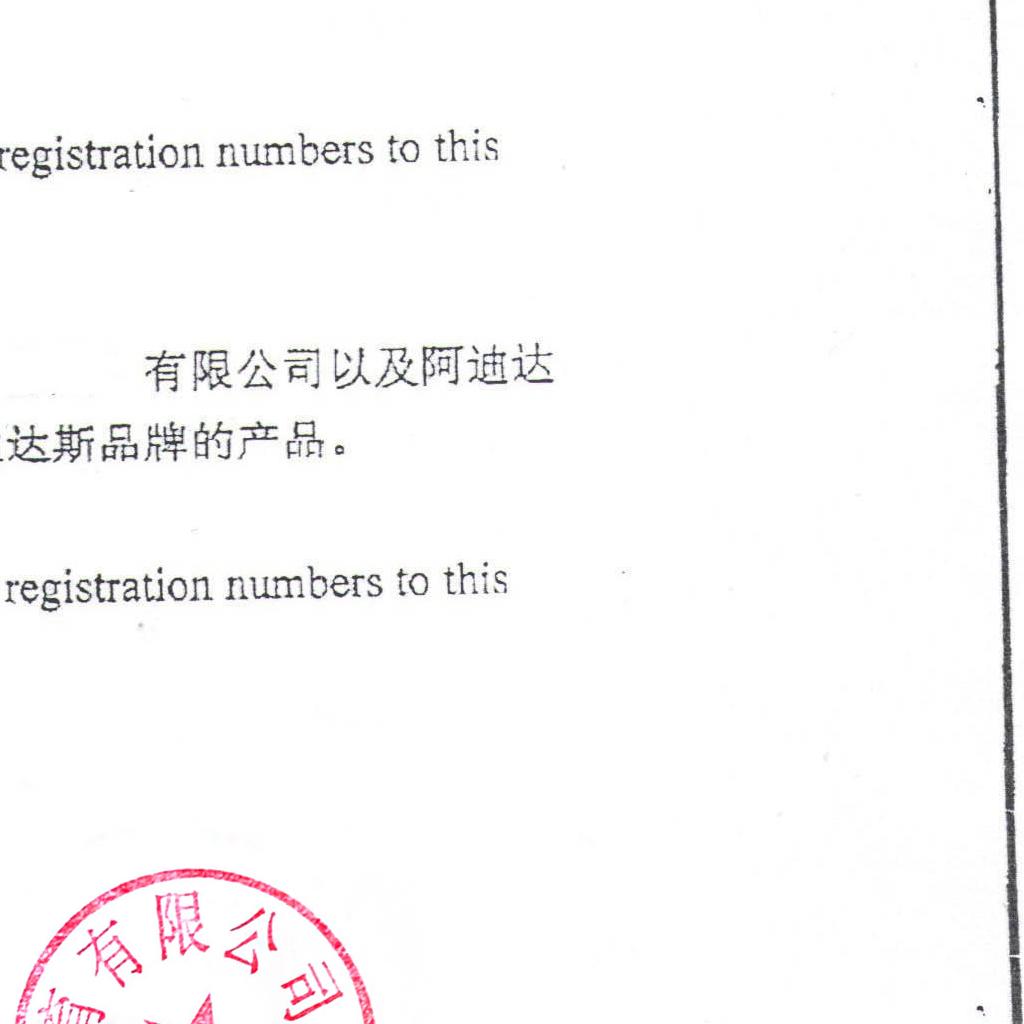 registration numbers to this
有限公司以及阿迪达
达斯品牌的产品。
registration numbers to this
育有限公司